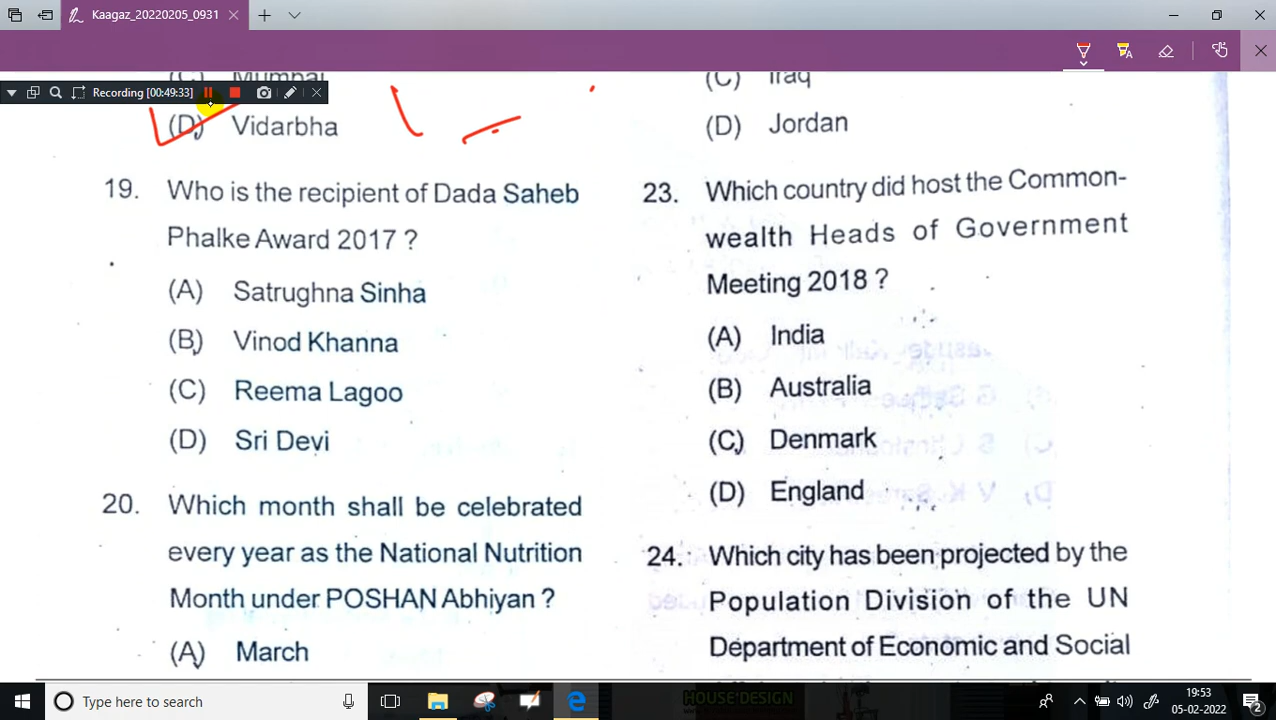 Kaagaz_20220205_0931
Recording [00:49:33]
(C) Mumbai
(D) Vidarbha
19. Who is the recipient of Dada Saheb
Phalke Award 2017 ?
(A) Satrughna Sinha
(B) Vinod Khanna
(C) Reema Lagoo
(D) Sri Devi
20. Which month shall be celebrated
every year as the National Nutrition
Month under POSHAN Abhiyan ?
(A) March
(C) Iraq
(D) Jordan
23. Which country did host the Common-
wealth Heads of Government
Meeting 2018 ?
(A) India
(B) Australia
(C) Denmark
(D) England
24. Which city has been projected by the
Population Division of the UN
Department of Economic and Social
Type here to search
HOUSE DESIGN
19:53
05-02-2022
2